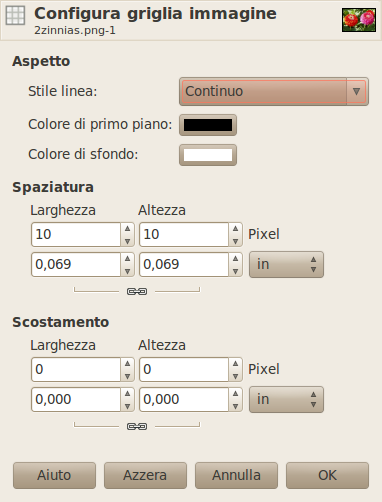 Configura griglia immagine
2zinnias.png-1
Aspetto
Stile linea: Continuo
Colore di primo piano:
Colore di sfondo:
Spaziatura
Larghezza Altezza
10 10 Pixel
0,069 0,069 in
Scostamento
Larghezza Altezza
0 0 Pixel
0,000 0,000 in
Aiuto Azzera Annulla OK